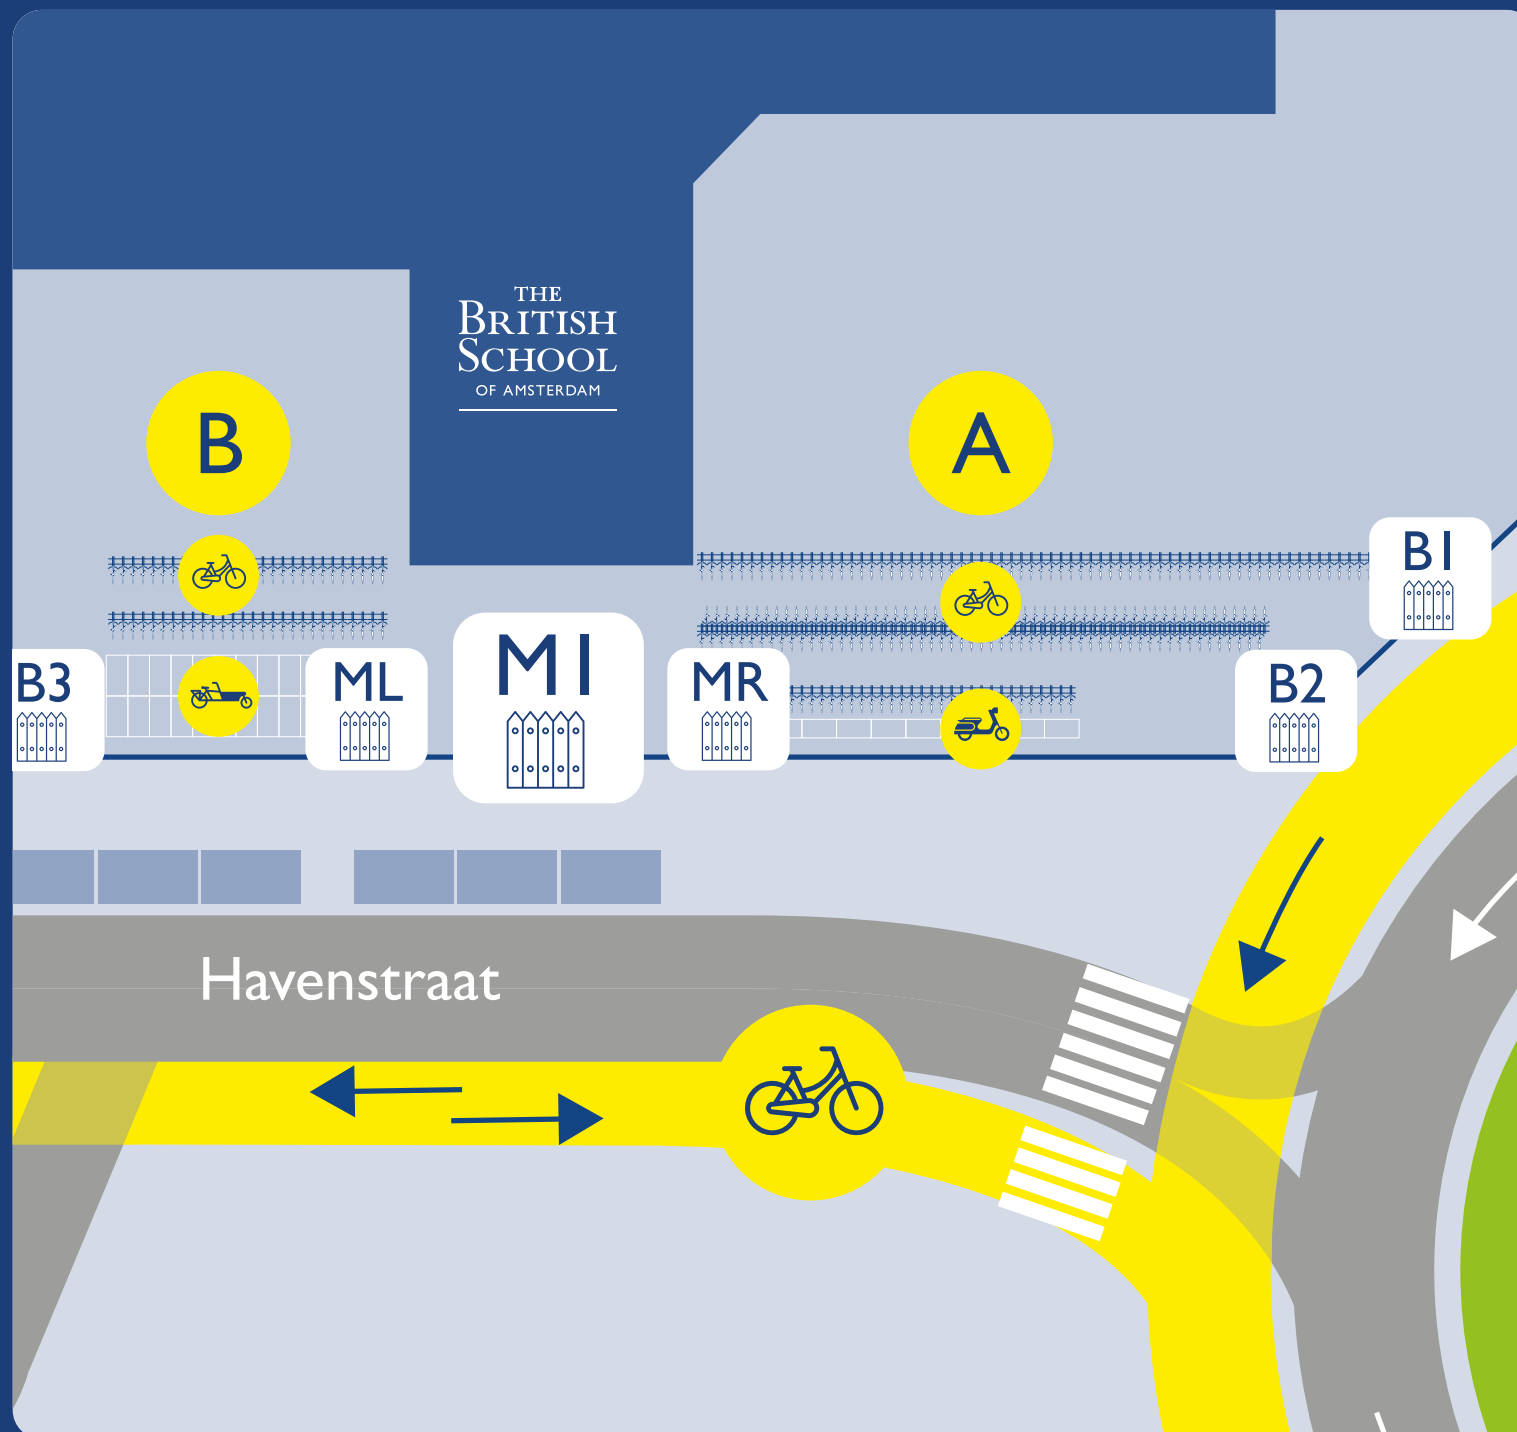 THE
BRITISH
SCHOOL
OF AMSTERDAM
B
A
B1
B3
ML
M1
MR
B2
Havenstraat